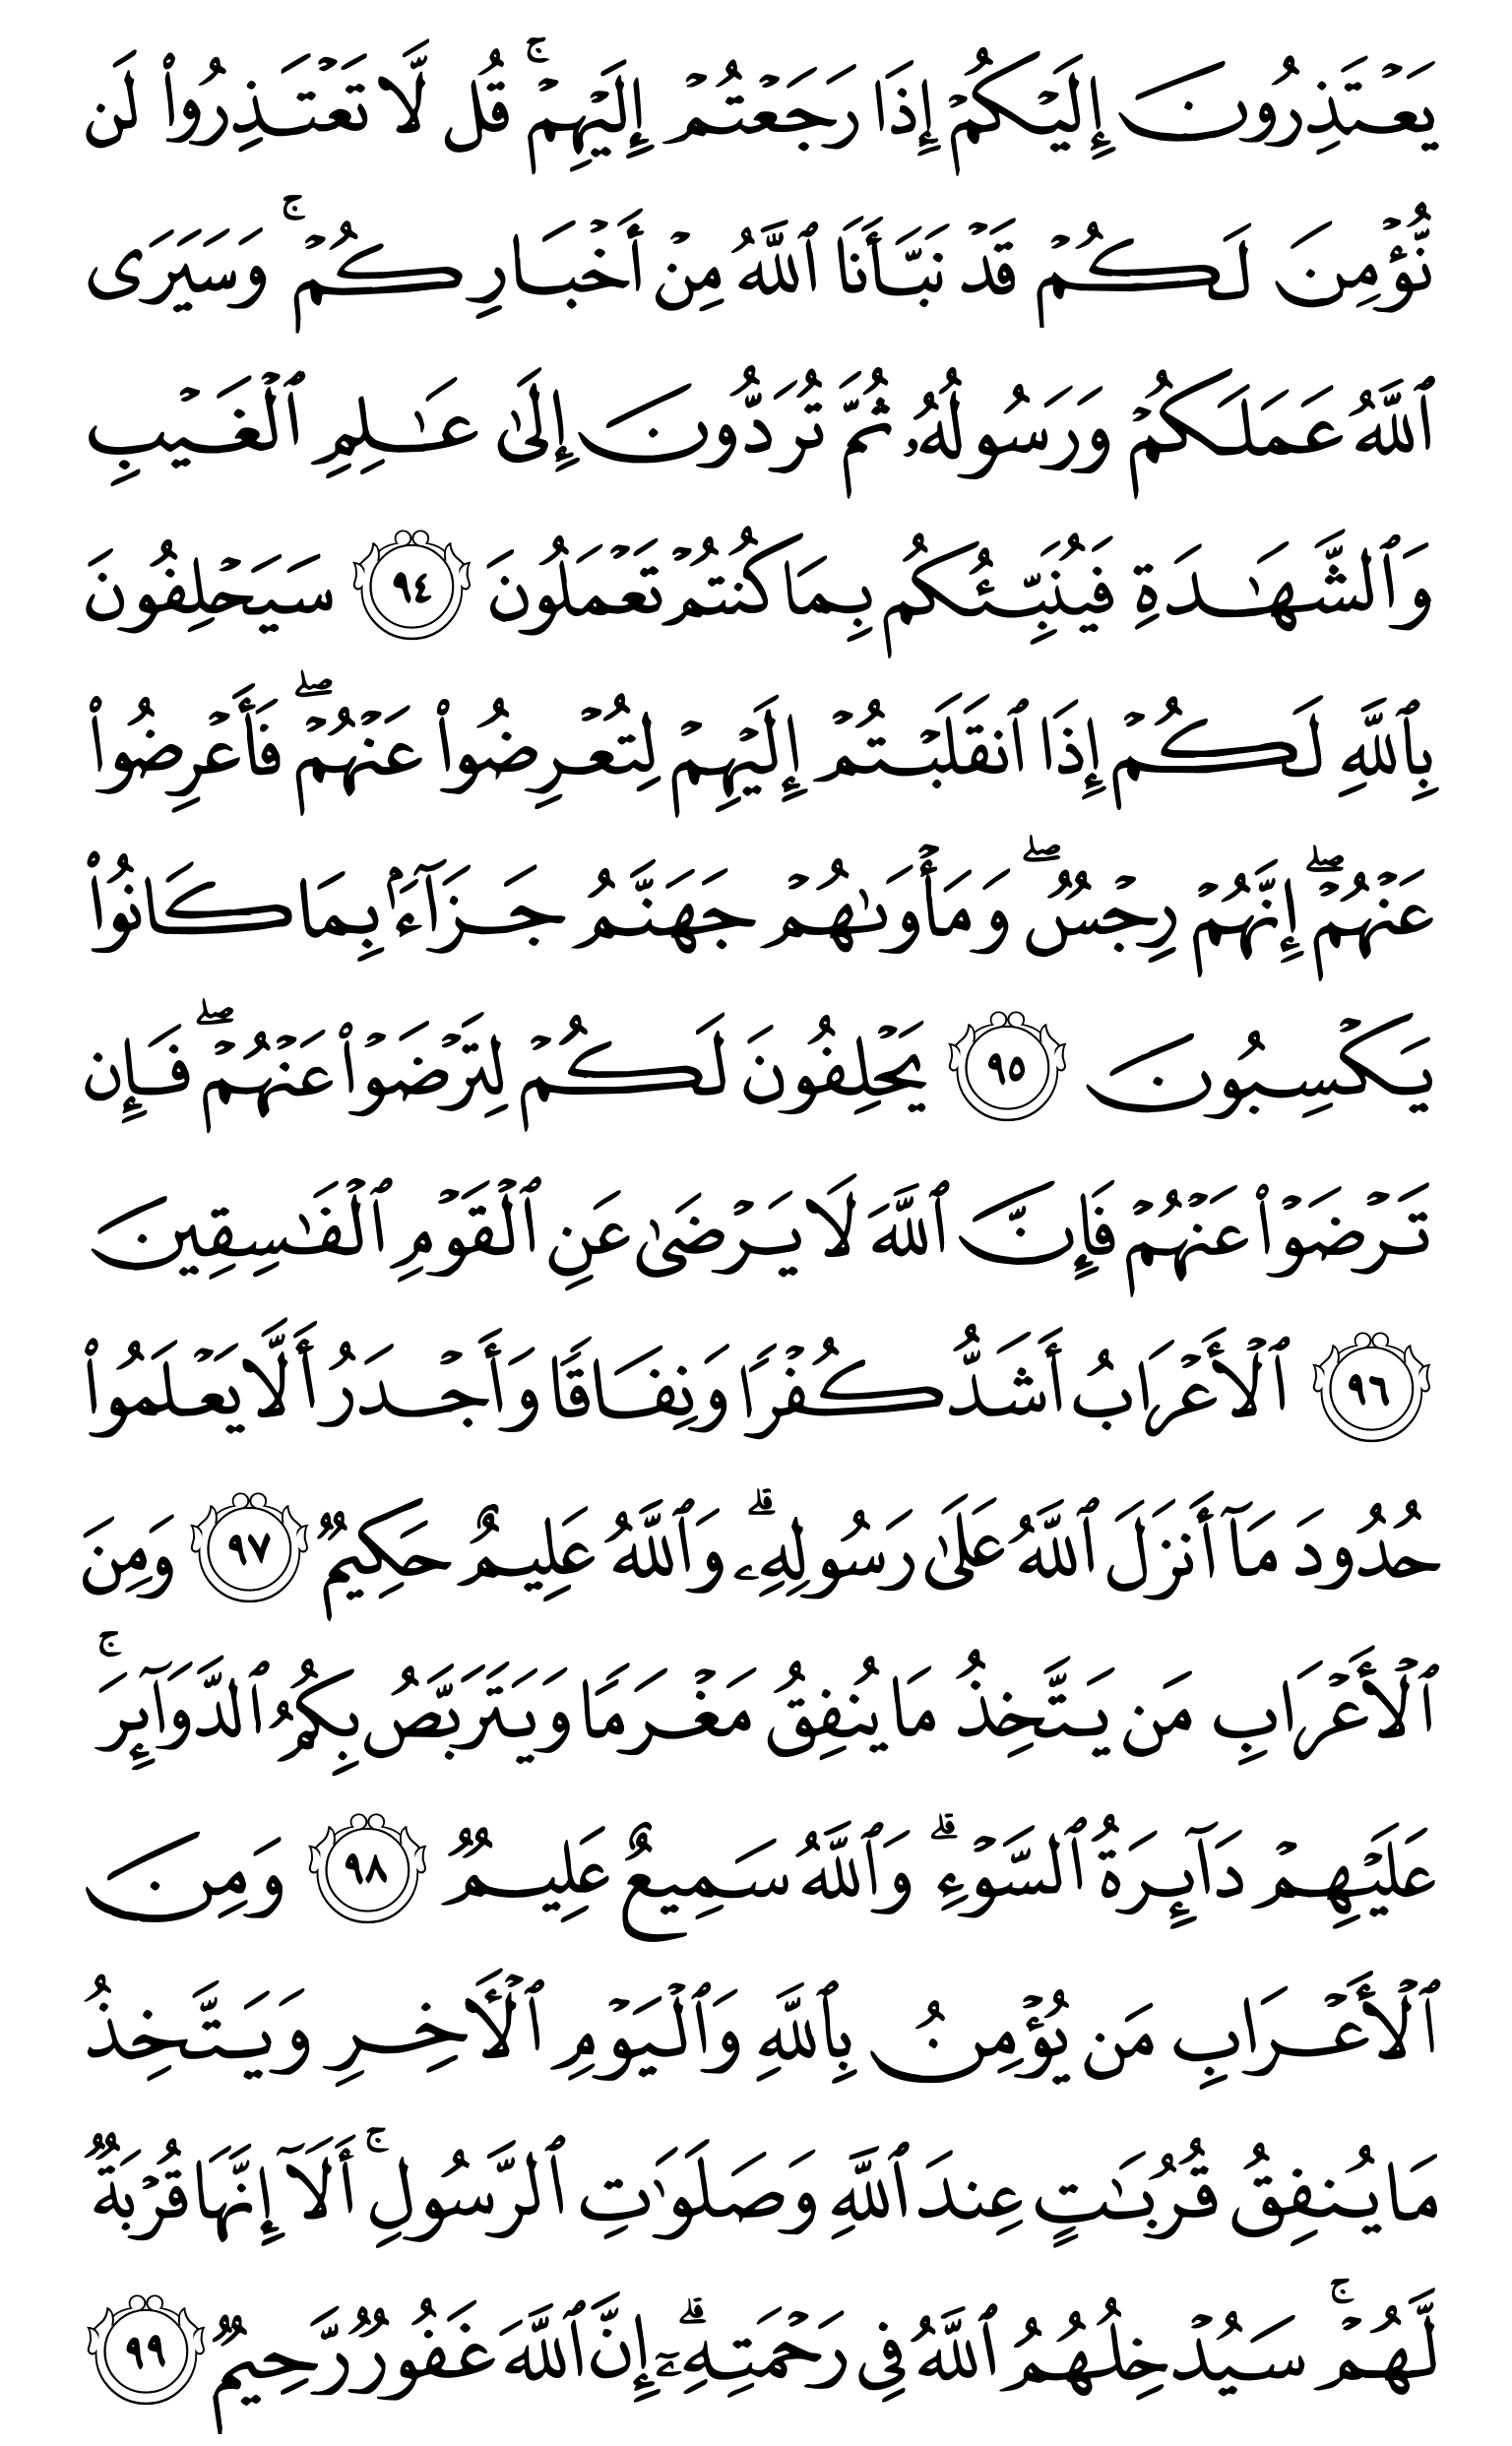 يَعۡتَذِرُونَ إِلَيۡكُمۡ إِذَا رَجَعۡتُمۡ إِلَيۡهِمۡۚ قُل لَّا تَعۡتَذِرُواْ لَن
نُّؤۡمِنَ لَكُمۡ قَدۡ نَبَّأَنَا ٱللَّهُ مِنۡ أَخۡبَارِكُمۡۚ وَسَيَرَى
ٱللَّهُ عَمَلَكُمۡ وَرَسُولُهُۥ ثُمَّ تُرَدُّونَ إِلَىٰ عَٰلِمِ ٱلۡغَيۡبِ
وَٱلشَّهَٰدَةِ فَيُنَبِّئُكُم بِمَا كُنتُمۡ تَعۡمَلُونَ ٩٤ سَيَحۡلِفُونَ
بِٱللَّهِ لَكُمۡ إِذَا ٱنقَلَبۡتُمۡ إِلَيۡهِمۡ لِتُعۡرِضُواْ عَنۡهُمۡۖ فَأَعۡرِضُواْ
عَنۡهُمۡۖ إِنَّهُمۡ رِجۡسٞۖ وَمَأۡوَىٰهُمۡ جَهَنَّمُ جَزَآءَۢ بِمَا كَانُواْ
يَكۡسِبُونَ ٩٥ يَحۡلِفُونَ لَكُمۡ لِتَرۡضَوۡاْ عَنۡهُمۡۖ فَإِن
تَرۡضَوۡاْ عَنۡهُمۡ فَإِنَّ ٱللَّهَ لَا يَرۡضَىٰ عَنِ ٱلۡقَوۡمِ ٱلۡفَٰسِقِينَ
٩٦ ٱلۡأَعۡرَابُ أَشَدُّ كُفۡرٗا وَنِفَاقٗا وَأَجۡدَرُ أَلَّا يَعۡلَمُواْ
حُدُودَ مَآ أَنزَلَ ٱللَّهُ عَلَىٰ رَسُولِهِۦۗ وَٱللَّهُ عَلِيمٌ حَكِيمٞ ٩٧ وَمِنَ
ٱلۡأَعۡرَابِ مَن يَتَّخِذُ مَا يُنفِقُ مَغۡرَمٗا وَيَتَرَبَّصُ بِكُمُ ٱلدَّوَآئِرَۚ
عَلَيۡهِمۡ دَآئِرَةُ ٱلسَّوۡءِۗ وَٱللَّهُ سَمِيعٌ عَلِيمٞ ٩٨ وَمِنَ
ٱلۡأَعۡرَابِ مَن يُؤۡمِنُ بِٱللَّهِ وَٱلۡيَوۡمِ ٱلۡأٓخِرِ وَيَتَّخِذُ
مَا يُنفِقُ قُرُبَٰتٍ عِندَ ٱللَّهِ وَصَلَوَٰتِ ٱلرَّسُولِۚ أَلَآ إِنَّهَا قُرۡبَةٞ
لَّهُمۡۚ سَيُدۡخِلُهُمُ ٱللَّهُ فِي رَحۡمَتِهِۦٓۗ إِنَّ ٱللَّهَ غَفُورٞ رَّحِيمٞ ٩٩